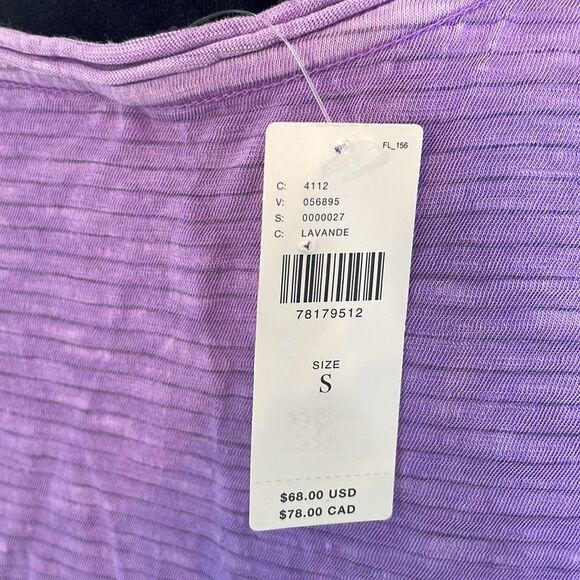 FL_156
C: 4112
V: 056895
S: 0000027
C: LAVANDE
78179512
SIZE
S
$68.00 USD
$78.00 CAD